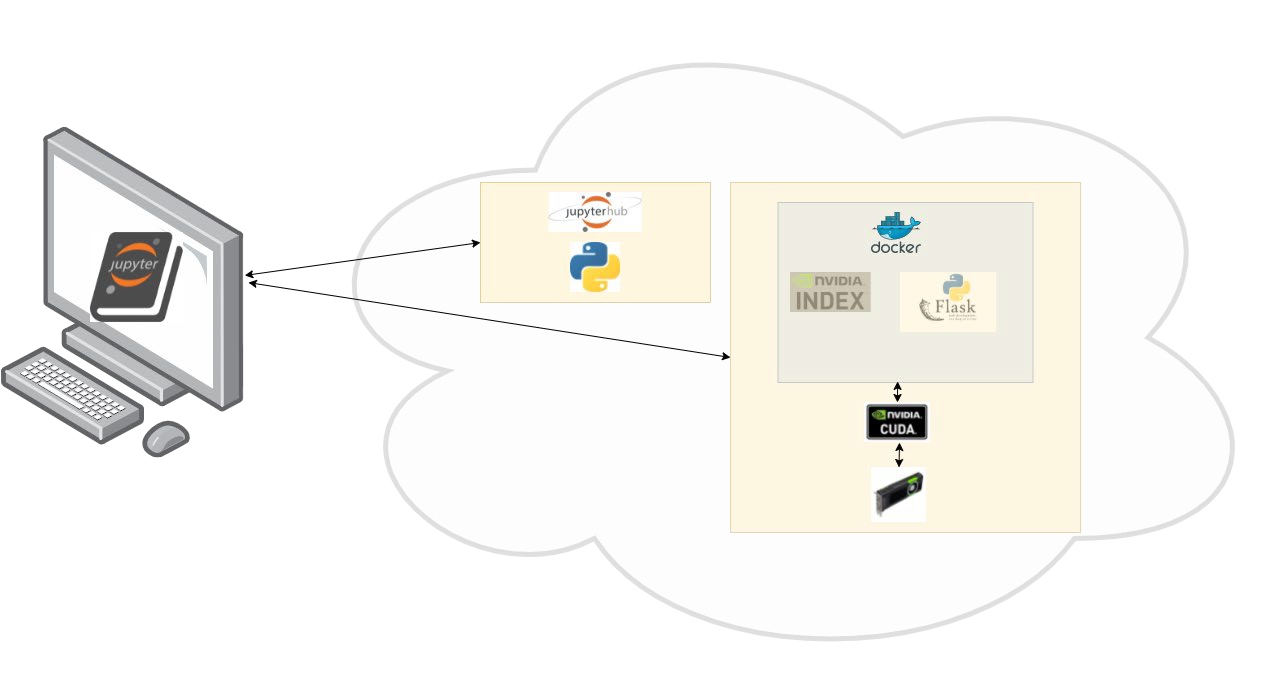 jupyter
jupyterhub
docker
NVIDIA.
INDEX
Flask
NVIDIA.
CUDA.